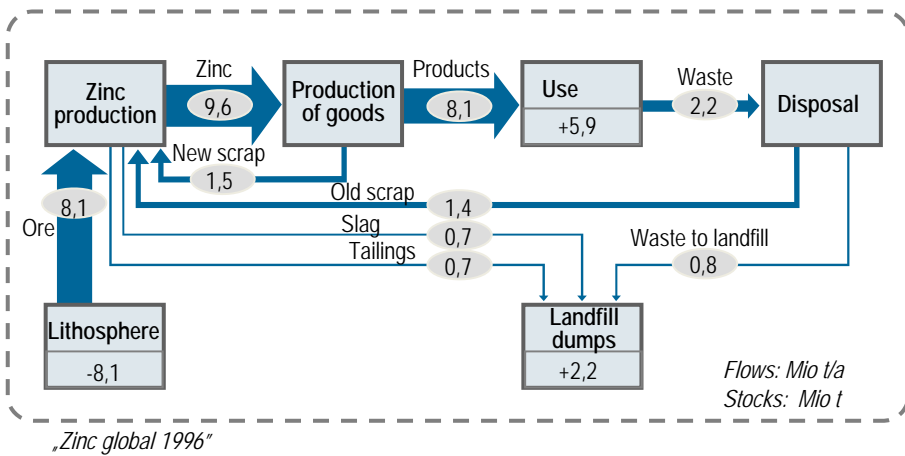 Zinc
production
Zinc
9,6
Production
of goods
Products
8,1
Use
+5,9
Waste
2,2
Disposal
New scrap
1,5
Old scrap
1,4
Ore
8,1
Slag
0,7
Tailings
0,7
Waste to landfill
0,8
Lithosphere
-8,1
Landfill
dumps
+2,2
Flows: Mio t/a
Stocks: Mio t
„Zinc global 1996”